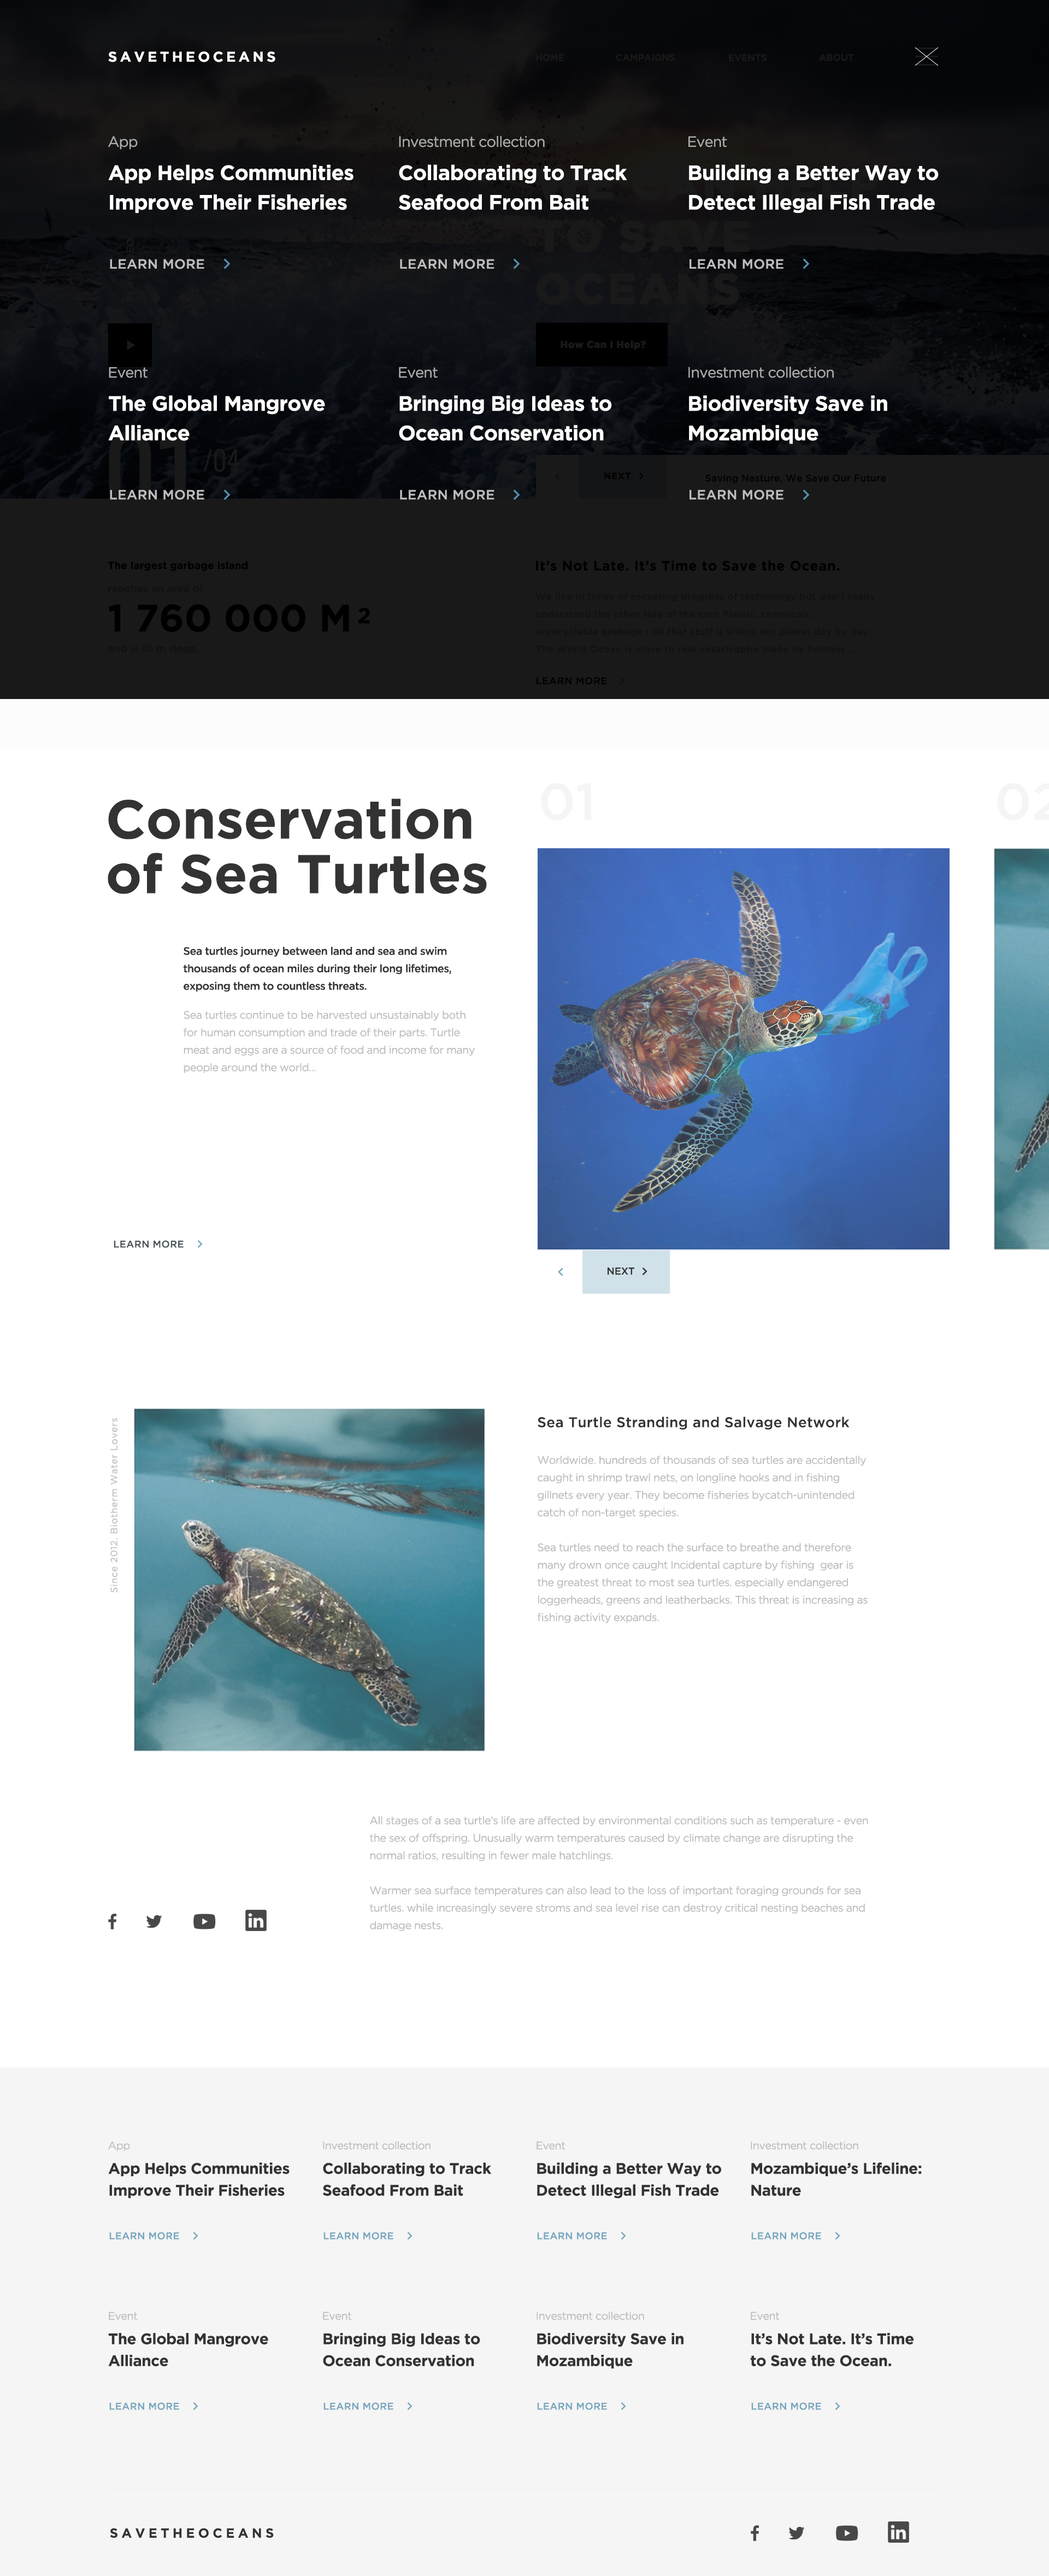 SAVETHEOCEANS
HOME CAMPAIGNS EVENTS ABOUT
App
App Helps Communities
Improve Their Fisheries
LEARN MORE
Investment collection
Collaborating to Track
Seafood From Bait
LEARN MORE
Event
Building a Better Way to
Detect Illegal Fish Trade
LEARN MORE
TO SAVE
OCEANS
How Can I Help?
Event
The Global Mangrove
Alliance
LEARN MORE
Event
Bringing Big Ideas to
Ocean Conservation
LEARN MORE
Investment collection
Biodiversity Save in
Mozambique
LEARN MORE
01 /04
NEXT
Saving Nasture, We Save Our Future
The largest garbage island
reaches an area of
1 760 000 M2
and is 10 m deep.
It's Not Late. It's Time to Save the Ocean.
LEARN MORE
Conservation
of Sea Turtles
Sea turtles journey between land and sea and swim
thousands of ocean miles during their long lifetimes,
exposing them to countless threats.
Sea turtles continue to be harvested unsustainably both
for human consumption and trade of their parts. Turtle
meat and eggs are a source of food and income for many
people around the world...
LEARN MORE
01
02
NEXT
Since 2012. Biotherm Water Lovers
Sea Turtle Stranding and Salvage Network
Worldwide. hundreds of thousands of sea turtles are accidentally
caught in shrimp trawl nets, on longline hooks and in fishing
gillnets every year. They become fisheries bycatch-unintended
catch of non-target species.
Sea turtles need to reach the surface to breathe and therefore
many drown once caught Incidental capture by fishing gear is
the greatest threat to most sea turtles. especially endangered
loggerheads, greens and leatherbacks. This threat is increasing as
fishing activity expands.
All stages of a sea turtle's life are affected by environmental conditions such as temperature - even
the sex of offspring. Unusually warm temperatures caused by climate change are disrupting the
normal ratios, resulting in fewer male hatchlings.
Warmer sea surface temperatures can also lead to the loss of important foraging grounds for sea
turtles. while increasingly severe stroms and sea level rise can destroy critical nesting beaches and
damage nests.
App
App Helps Communities
Improve Their Fisheries
LEARN MORE
Investment collection
Collaborating to Track
Seafood From Bait
LEARN MORE
Event
Building a Better Way to
Detect Illegal Fish Trade
LEARN MORE
Investment collection
Mozambique's Lifeline:
Nature
LEARN MORE
Event
The Global Mangrove
Alliance
LEARN MORE
Event
Bringing Big Ideas to
Ocean Conservation
LEARN MORE
Investment collection
Biodiversity Save in
Mozambique
LEARN MORE
Event
It's Not Late. It's Time
to Save the Ocean.
LEARN MORE
SAVETHEOCEANS